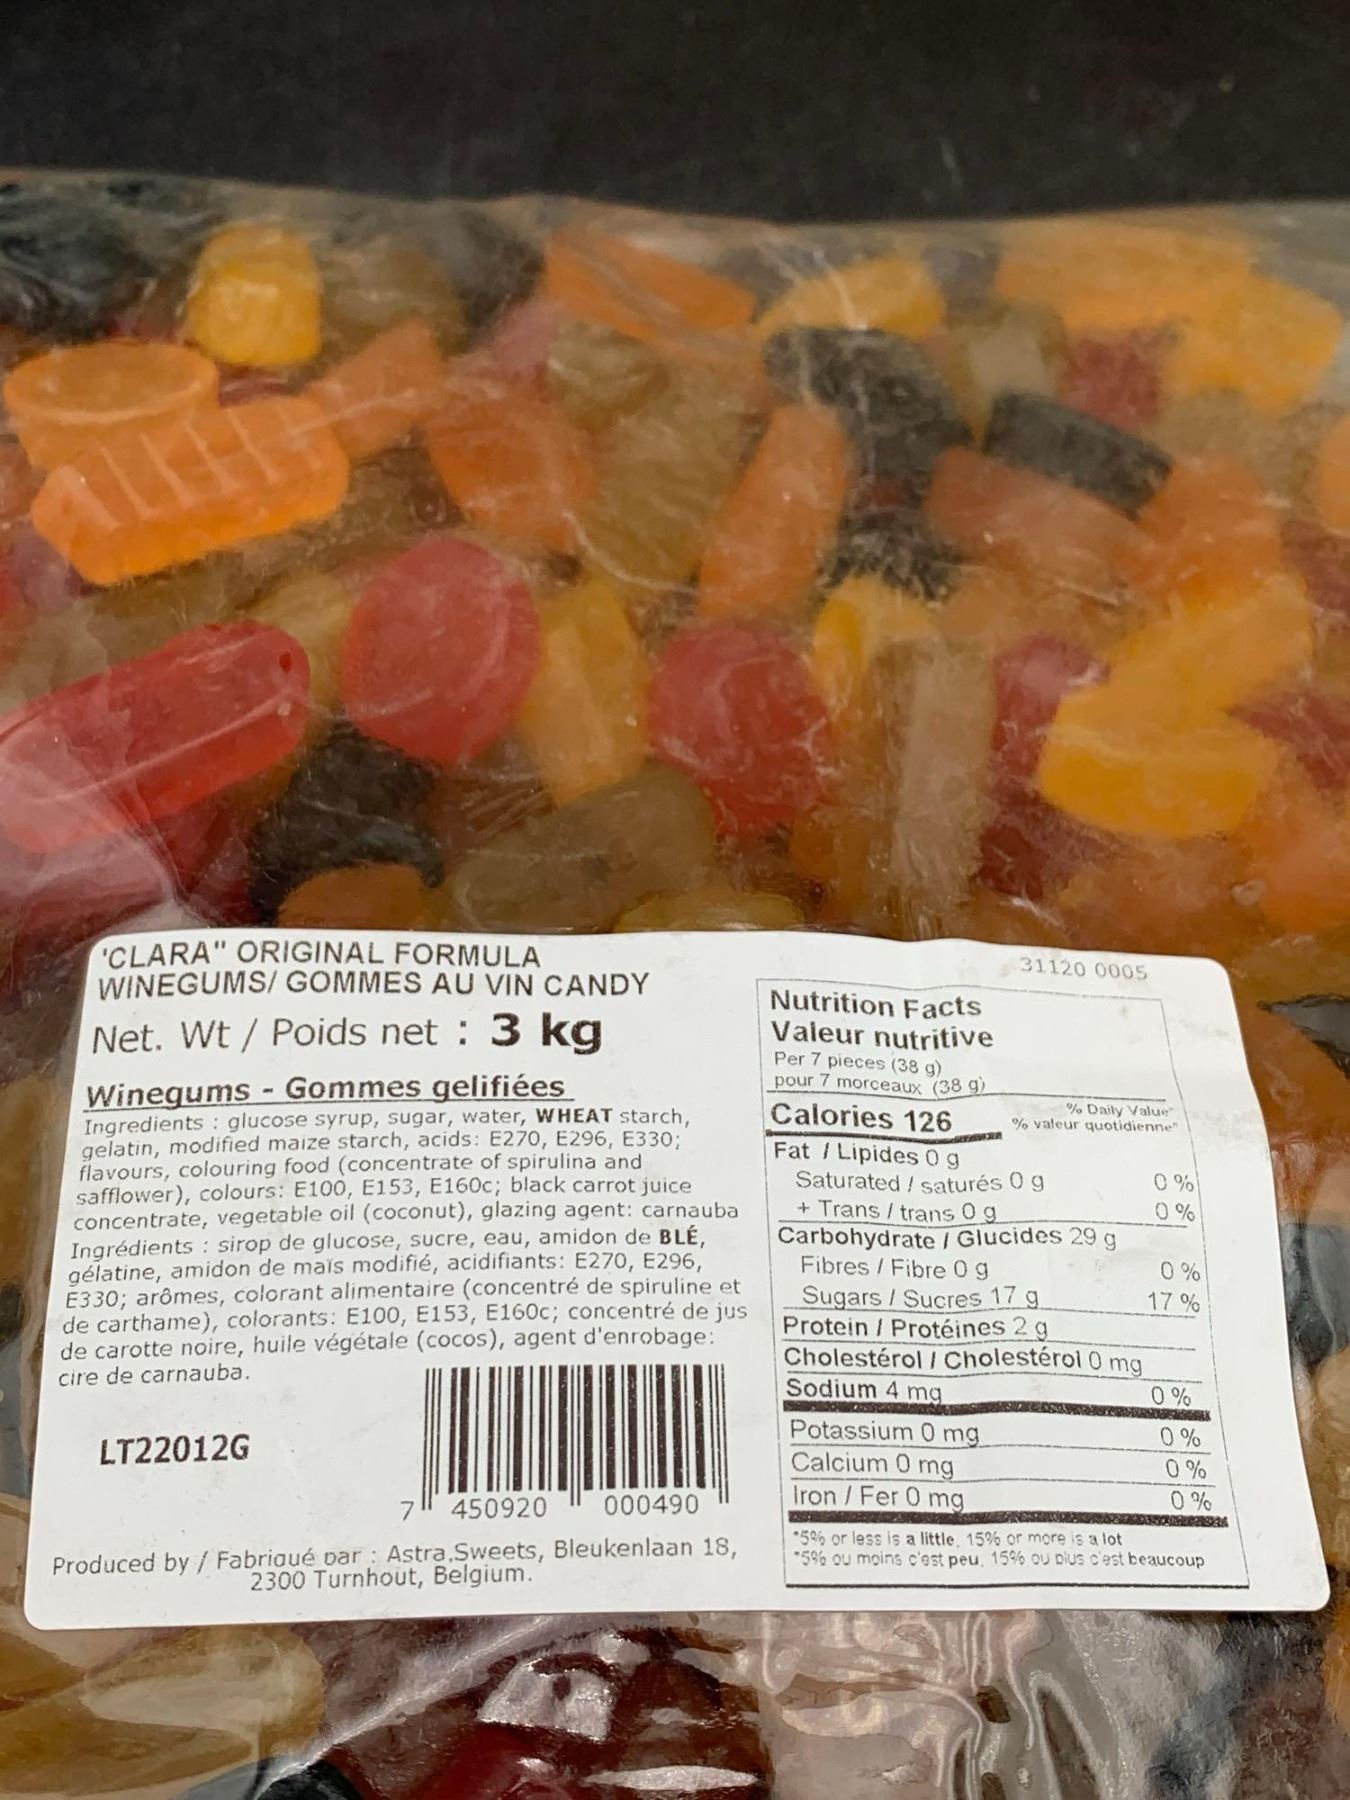 'CLARA" ORIGINAL FORMULA
WINEGUMS/ GOMMES AU VIN CANDY
Net. Wt / Poids net : 3 kg
Winegums - Gommes gelifiées
Ingredients : glucose syrup, sugar, water, WHEAT starch,
gelatin, modified maize starch, acids: E270, E296, E330;
flavours, colouring food (concentrate of spirulina and
safflower), colours: E100, E153, E160c; black carrot juice
concentrate, vegetable oil (coconut), glazing agent: carnauba
Ingrédients : sirop de glucose, sucre, eau, amidon de BLÉ,
gélatine, amidon de maïs modifié, acidifiants: E270, E296,
E330; arômes, colorant alimentaire (concentré de spiruline et
de carthame), colorants: E100, E153, E160c; concentré de jus
de carotte noire, huile végétale (cocos), agent d'enrobage:
cire de carnauba.
LT22012G
7 450920 000490
Produced by / Fabriqué par : Astra.Sweets, Bleukenlaan 18,
2300 Turnhout, Belgium.
31120 0005
Nutrition Facts
Valeur nutritive
Per 7 pieces (38 g)
pour 7 morceaux (38 g)
Calories 126
% Daily Value*
% valeur quotidienne*
Fat / Lipides 0 g
Saturated / saturés 0 g 0 %
+ Trans / trans 0 g 0 %
Carbohydrate / Glucides 29 g
Fibres / Fibre 0 g 0 %
Sugars / Sucres 17 g 17 %
Protein / Protéines 2 g
Cholestérol / Cholestérol 0 mg
Sodium 4 mg 0 %
Potassium 0 mg 0 %
Calcium 0 mg 0 %
Iron / Fer 0 mg 0 %
*5% or less is a little, 15% or more is a lot
*5% ou moins c'est peu, 15% ou plus c'est beaucoup